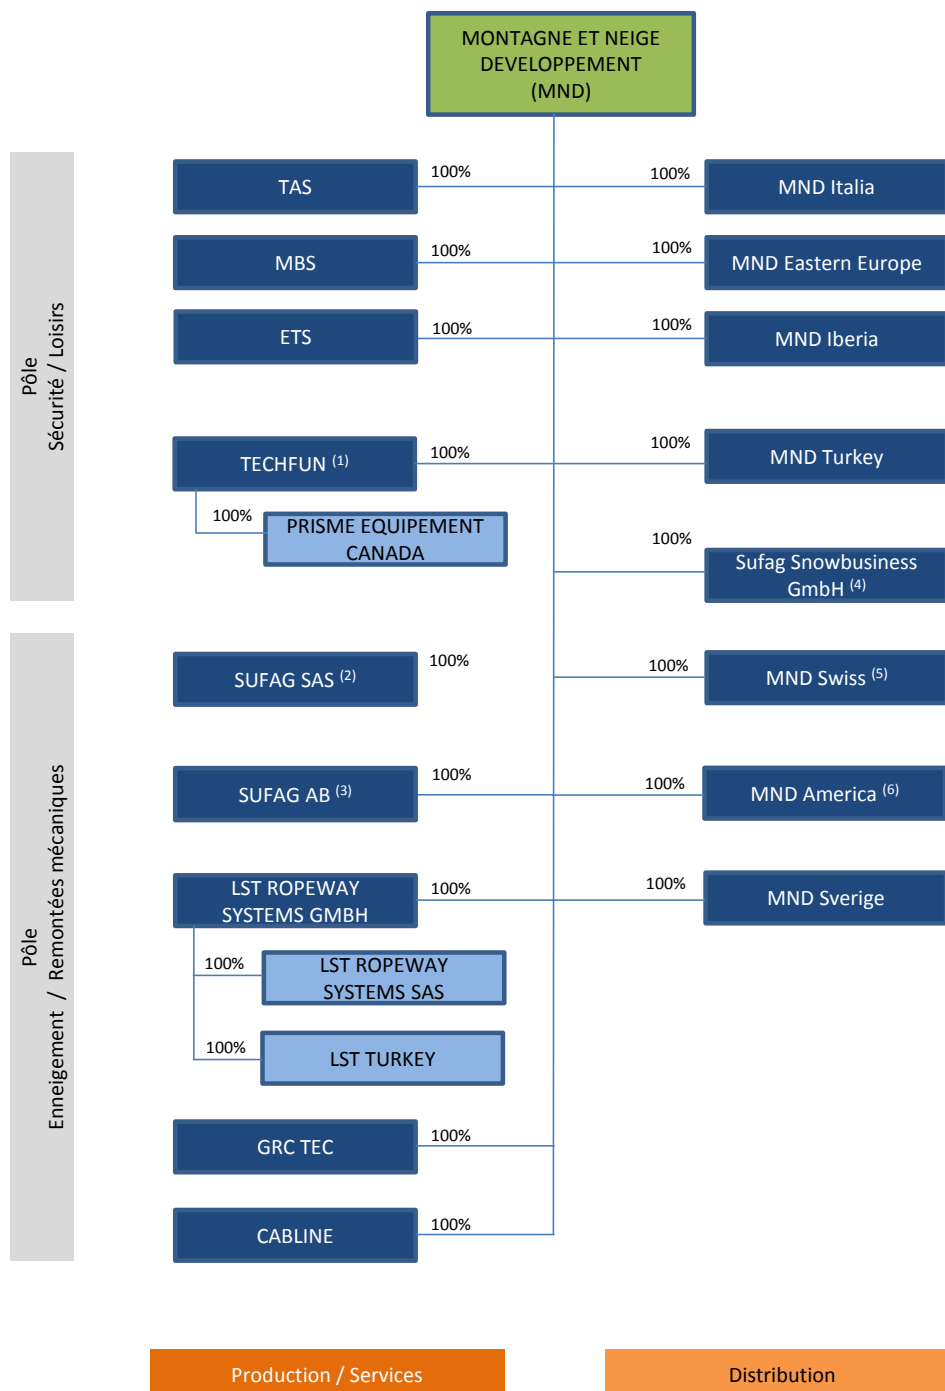 MONTAGNE ET NEIGE
DEVELOPPEMENT
(MND)
Pôle
Sécurité / Loisirs
TAS
100%
100%
MND Italia
MBS
100%
100%
MND Eastern Europe
ETS
100%
100%
MND Iberia
TECHFUN (1)
100%
100%
MND Turkey
100%
PRISME EQUIPEMENT
CANADA
100%
Sufag Snowbusiness
GmbH (4)
Pôle
Enneigement / Remontées mécaniques
SUFAG SAS (2)
100%
100%
MND Swiss (5)
SUFAG AB (3)
100%
100%
MND America (6)
LST ROPEWAY
SYSTEMS GMBH
100%
100%
MND Sverige
100%
LST ROPEWAY
SYSTEMS SAS
100%
LST TURKEY
GRC TEC
100%
CABLINE
100%
Production / Services
Distribution